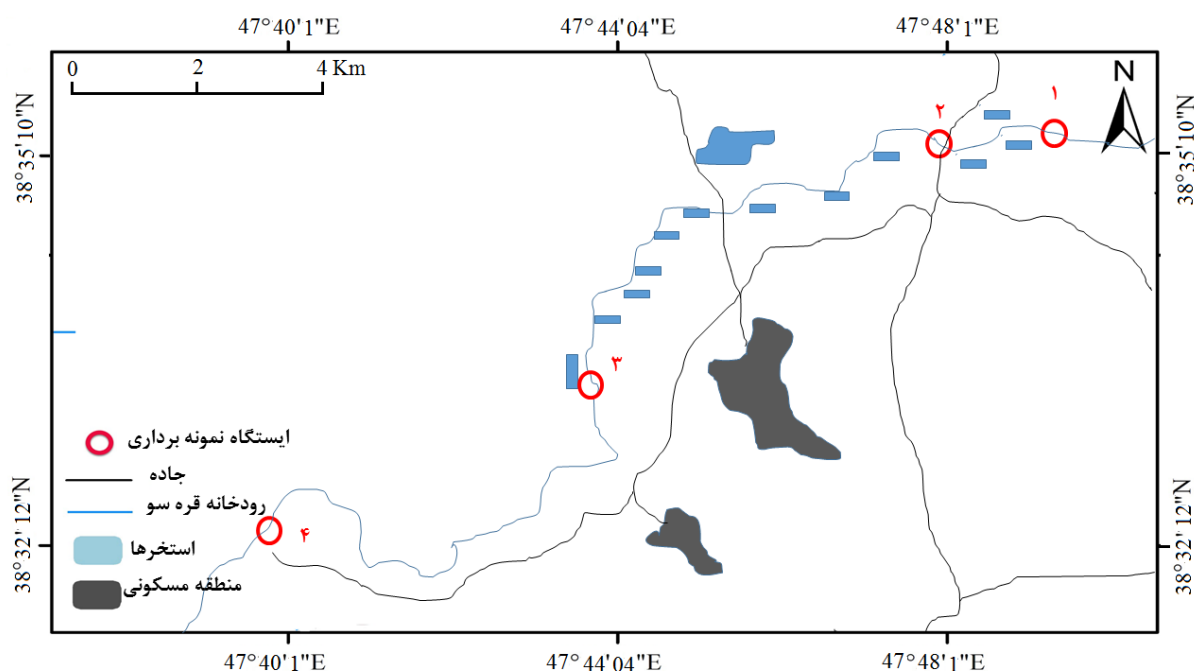 47°40'1"E 47°44'04"E 47°48'1"E
0 2 4 Km
N
38°35'10"N
38°35'10"N
۱
۲
۳
۴
ایستگاه نمونه برداری
جاده
رودخانه قره سو
استخرها
منطقه مسکونی
38°32'12"N
38°32'12"N
47°40'1"E 47°44'04"E 47°48'1"E